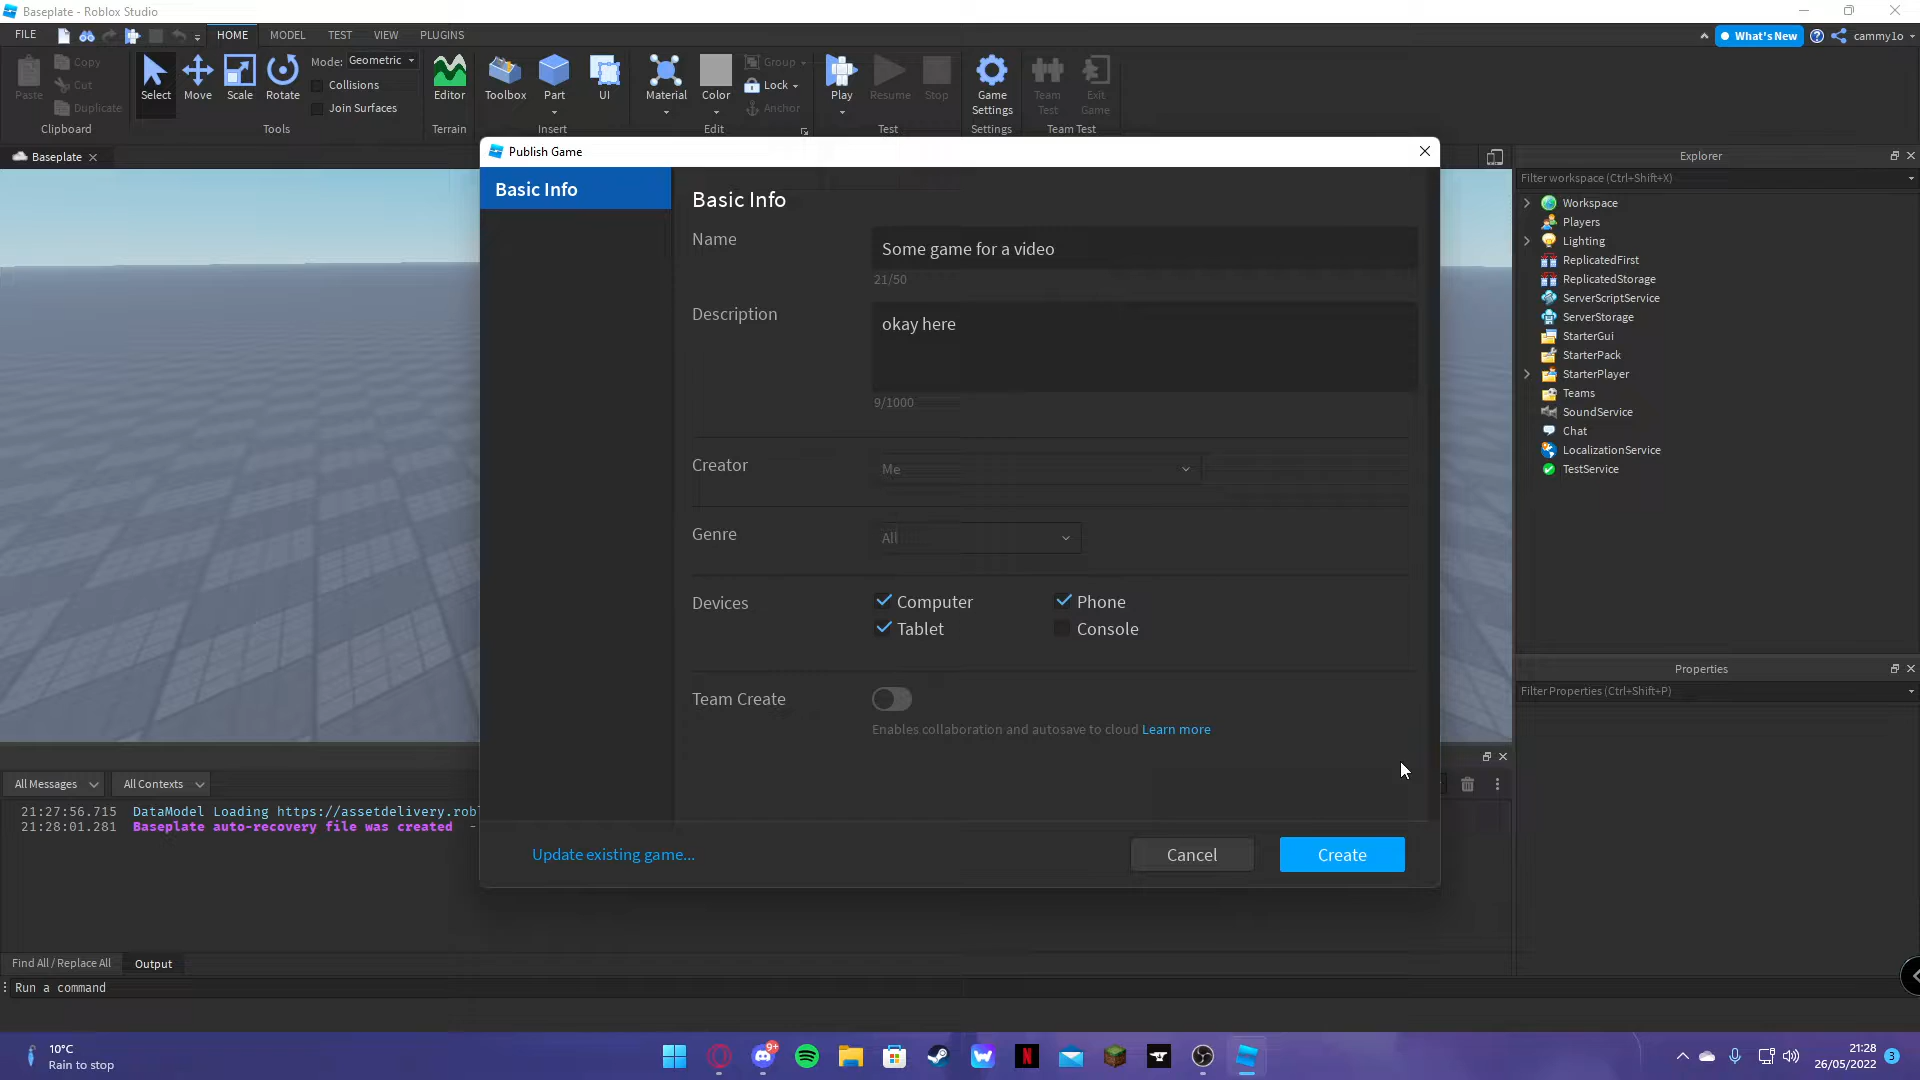 Baseplate - Roblox Studio
FILE
HOME
MODEL
TEST
VIEW
PLUGINS
What's New
cammy1o
Paste
Copy
Cut
Duplicate
Clipboard
Select
Move
Scale
Rotate
Mode: Geometric
Collisions
Join Surfaces
Tools
Editor
Terrain
Toolbox
Part
UI
Insert
Material
Color
Group
Lock
Anchor
Edit
Play
Resume
Stop
Test
Game
Settings
Settings
Team
Test
Exit
Game
Team Test
Baseplate
Publish Game
Basic Info
Basic Info
Name
Some game for a video
21/50
Description
okay here
9/1000
Creator
Me
Genre
All
Devices
Computer
Phone
Tablet
Console
Team Create
Enables collaboration and autosave to cloud Learn more
Update existing game...
Cancel
Create
Explorer
Filter workspace (Ctrl+Shift+X)
Workspace
Players
Lighting
ReplicatedFirst
ReplicatedStorage
ServerScriptService
ServerStorage
StarterGui
StarterPack
StarterPlayer
Teams
SoundService
Chat
LocalizationService
TestService
Properties
Filter Properties (Ctrl+Shift+P)
All Messages
All Contexts
21:27:56.715 DataModel Loading https://assetdelivery.rob
21:28:01.281 Baseplate auto-recovery file was created -
Find All / Replace All
Output
Run a command
10°C
Rain to stop
9+
21:28
26/05/2022
3